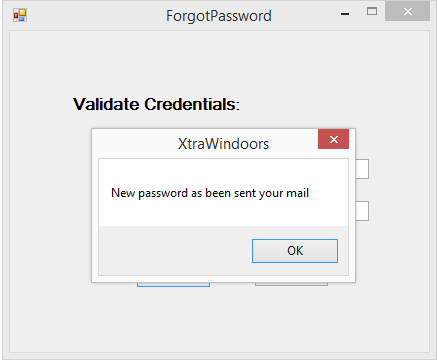 ForgotPassword
Validate Credentials:
XtraWindoors
New password as been sent your mail
OK